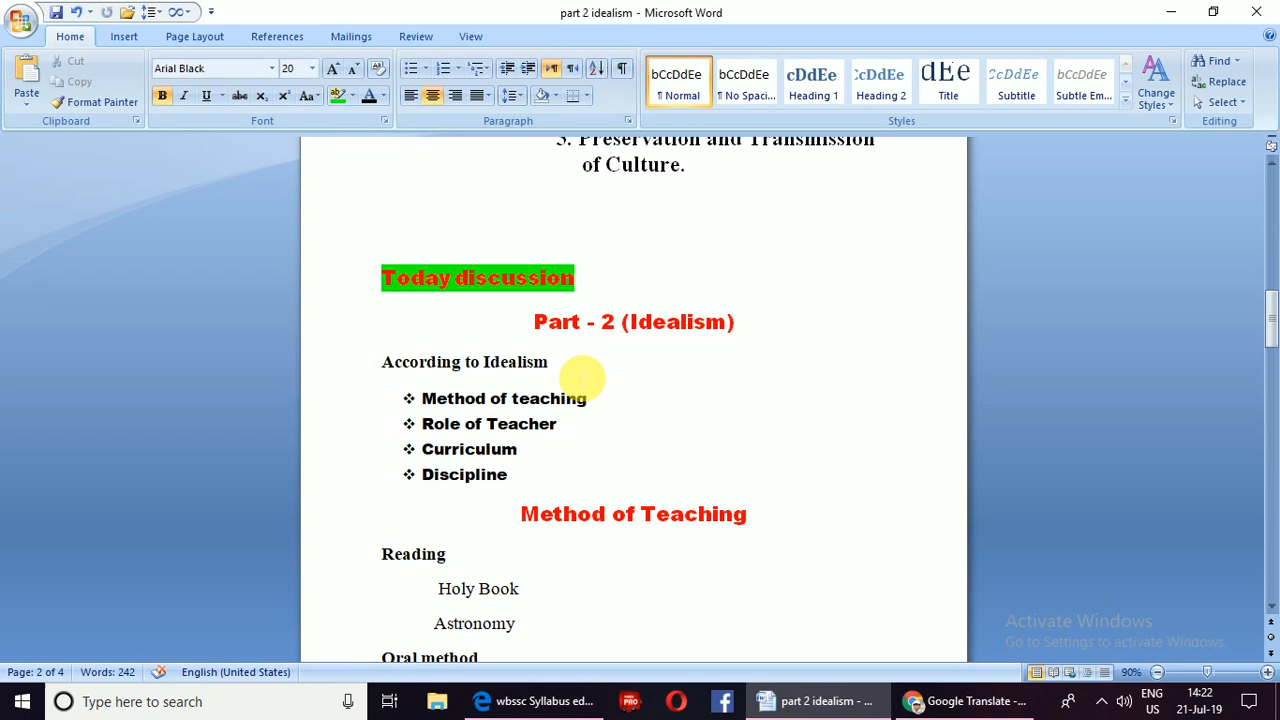 part 2 idealism - Microsoft Word
Home Insert Page Layout References Mailings Review View
Paste
Cut
Copy
Format Painter
Clipboard
Arial Black 20
Font
Paragraph
bCcDdEe bCcDdEe cDdEe CcDdE dEe CcDdE bCcDdEe
¶ Normal ¶ No Spaci... Heading 1 Heading 2 Title Subtitle Subtle Em...
Change
Styles
Styles
Find
Replace
Select
Editing
3. Preservation and Transmission
of Culture.
Today discussion
Part - 2 (Idealism)
According to Idealism
❖ Method of teaching
❖ Role of Teacher
❖ Curriculum
❖ Discipline
Method of Teaching
Reading
Holy Book
Astronomy
Oral method
Activate Windows
Go to Settings to activate Windows.
Page: 2 of 4 Words: 242 English (United States) 90%
Type here to search
wbssc Syllabus ed...
part 2 idealism - ...
Google Translate -...
ENG
US
14:22
21-Jul-19